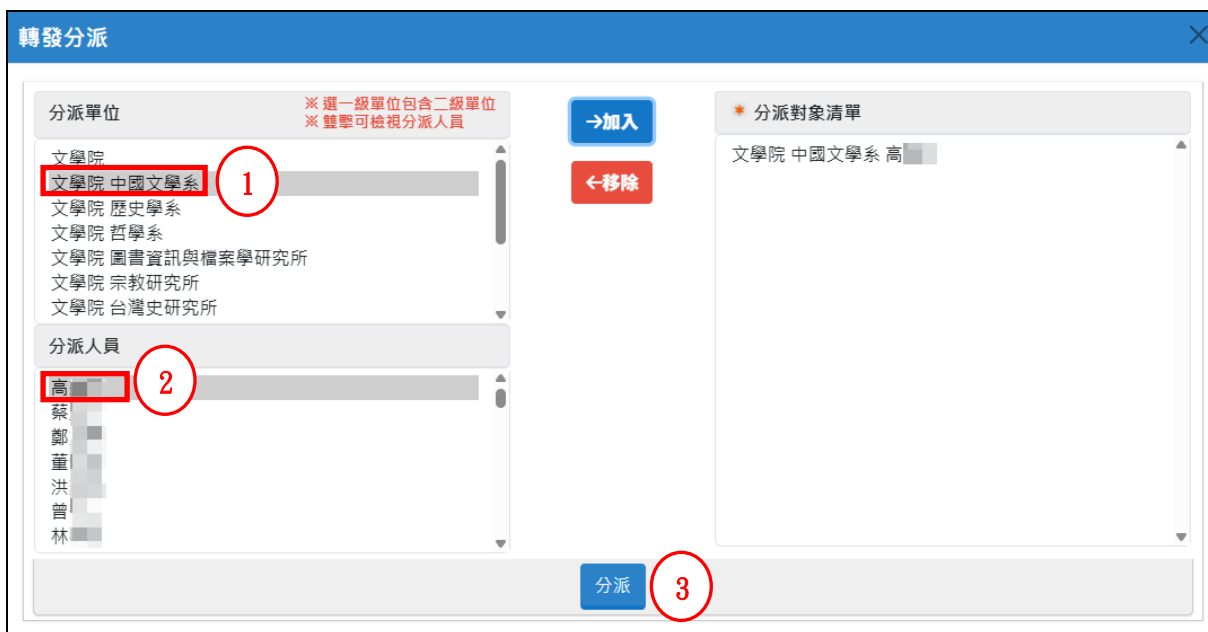 轉發分派
分派單位
※ 選一級單位包含二級單位
※ 雙擊可檢視分派人員
文學院
文學院 中國文學系
1
文學院 歷史學系
文學院 哲學系
文學院 圖書資訊與檔案學研究所
文學院 宗教研究所
文學院 台灣史研究所
分派人員
高
2
蔡
鄭
董
洪
曾
林
→加入
←移除
* 分派對象清單
文學院 中國文學系 高
分派
3